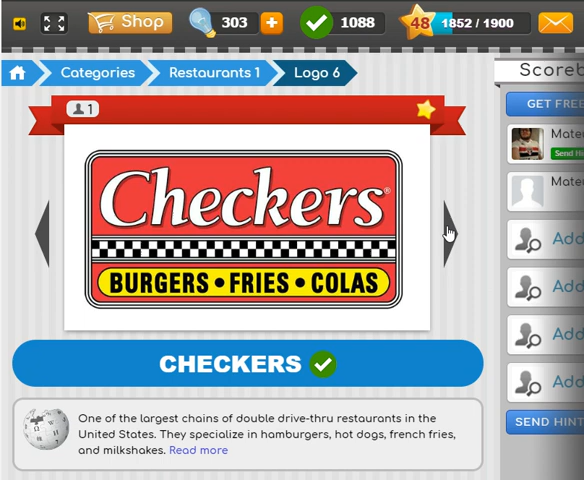 Shop 303 + 1088 48 1852 / 1900
Categories Restaurants 1 Logo 6
Scoreb
1
GET FREE
Mate
Send Hi
Mate
Checkers®
BURGERS • FRIES • COLAS
Add
Add
Add
Add
CHECKERS
One of the largest chains of double drive-thru restaurants in the
United States. They specialize in hamburgers, hot dogs, french fries,
and milkshakes. Read more
SEND HINT